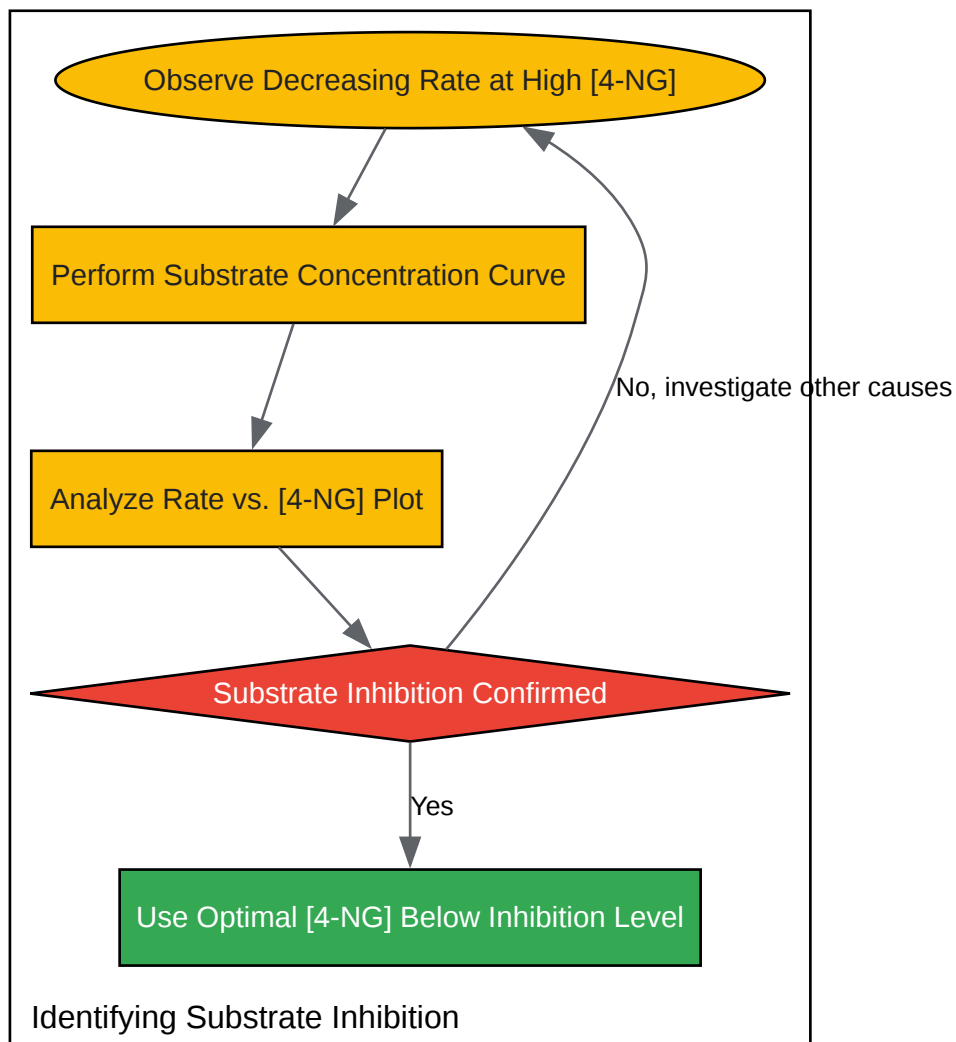 Observe Decreasing Rate at High [4-NG]
Perform Substrate Concentration Curve
No, investigate other causes
Analyze Rate vs. [4-NG] Plot
Substrate Inhibition Confirmed
Yes
Use Optimal [4-NG] Below Inhibition Level
Identifying Substrate Inhibition